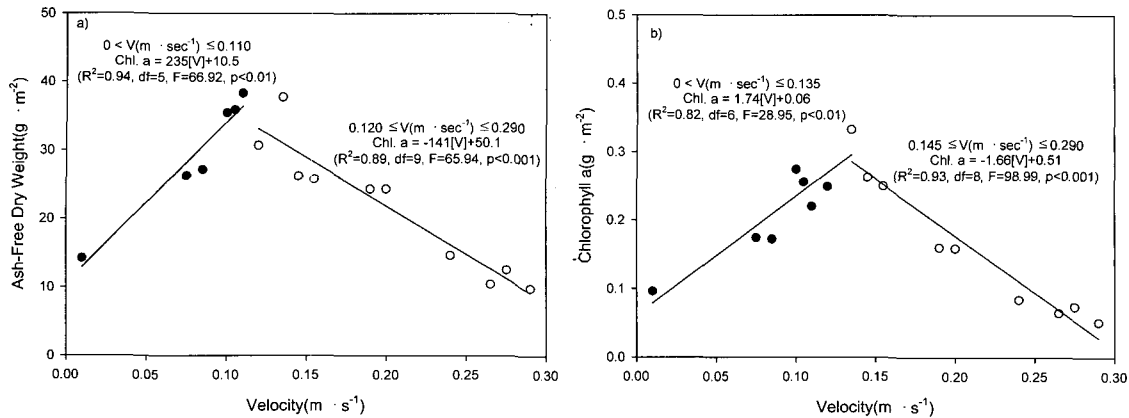 a)
0 < V(m · sec⁻¹) ≤ 0.110
Chl. a = 235[V]+10.5
(R²=0.94, df=5, F=66.92, p<0.01)
0.120 ≤ V(m · sec⁻¹) ≤ 0.290
Chl. a = -141[V]+50.1
(R²=0.89, df=9, F=65.94, p<0.001)
50
40
30
20
10
0
Ash-Free Dry Weight(g · m⁻²)
0.00 0.05 0.10 0.15 0.20 0.25 0.30
Velocity(m · s⁻¹)
b)
0 < V(m · sec⁻¹) ≤ 0.135
Chl. a = 1.74[V]+0.06
(R²=0.82, df=6, F=28.95, p<0.01)
0.145 ≤ V(m · sec⁻¹) ≤ 0.290
Chl. a = -1.66[V]+0.51
(R²=0.93, df=8, F=98.99, p<0.001)
0.5
0.4
0.3
0.2
0.1
0.0
Chlorophyll a(g · m⁻²)
0.00 0.05 0.10 0.15 0.20 0.25 0.30
Velocity(m · s⁻¹)